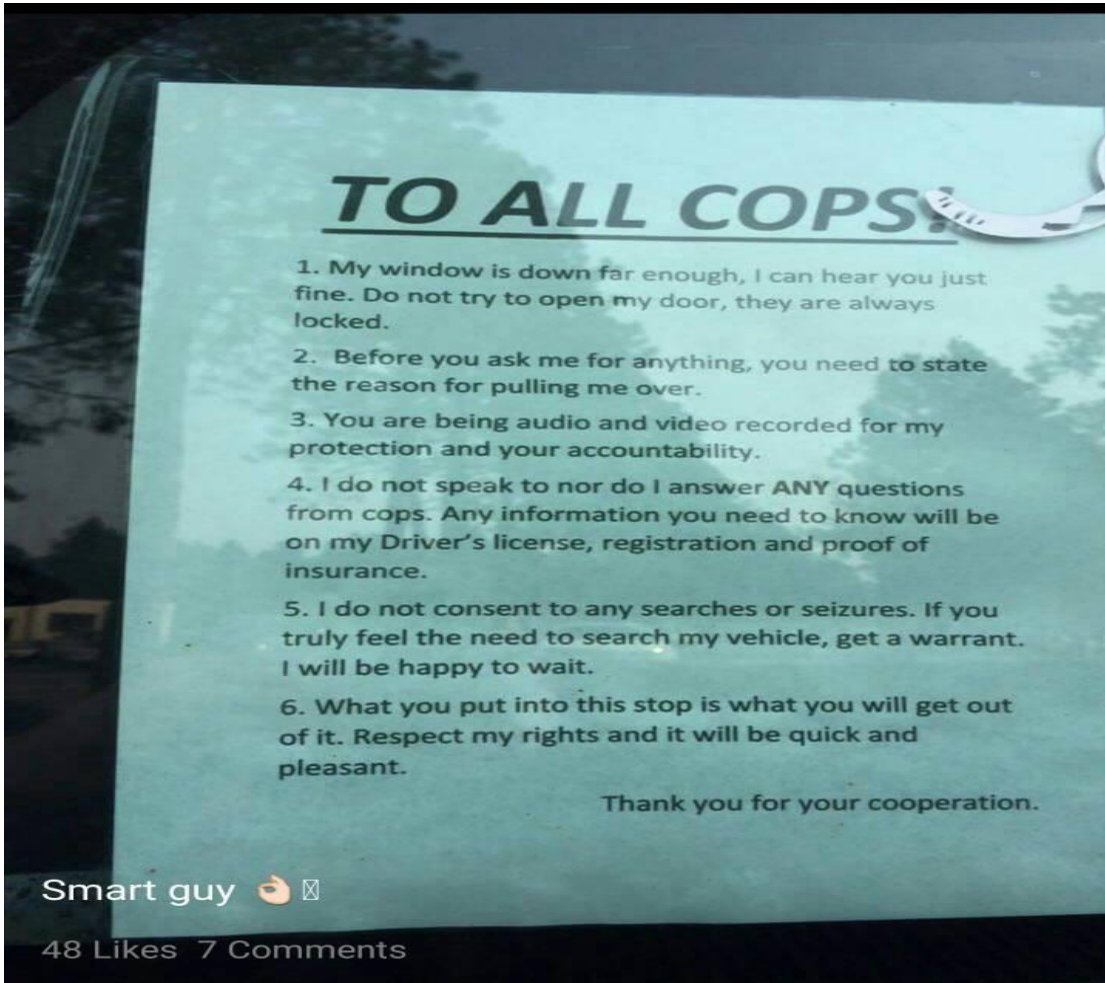 TO ALL COPS!
1. My window is down far enough, I can hear you just
fine. Do not try to open my door, they are always
locked.
2. Before you ask me for anything, you need to state
the reason for pulling me over.
3. You are being audio and video recorded for my
protection and your accountability.
4. I do not speak to nor do I answer ANY questions
from cops. Any information you need to know will be
on my Driver's license, registration and proof of
insurance.
5. I do not consent to any searches or seizures. If you
truly feel the need to search my vehicle, get a warrant.
I will be happy to wait.
6. What you put into this stop is what you will get out
of it. Respect my rights and it will be quick and
pleasant.
Thank you for your cooperation.
Smart guy 👌🏻
48 Likes 7 Comments